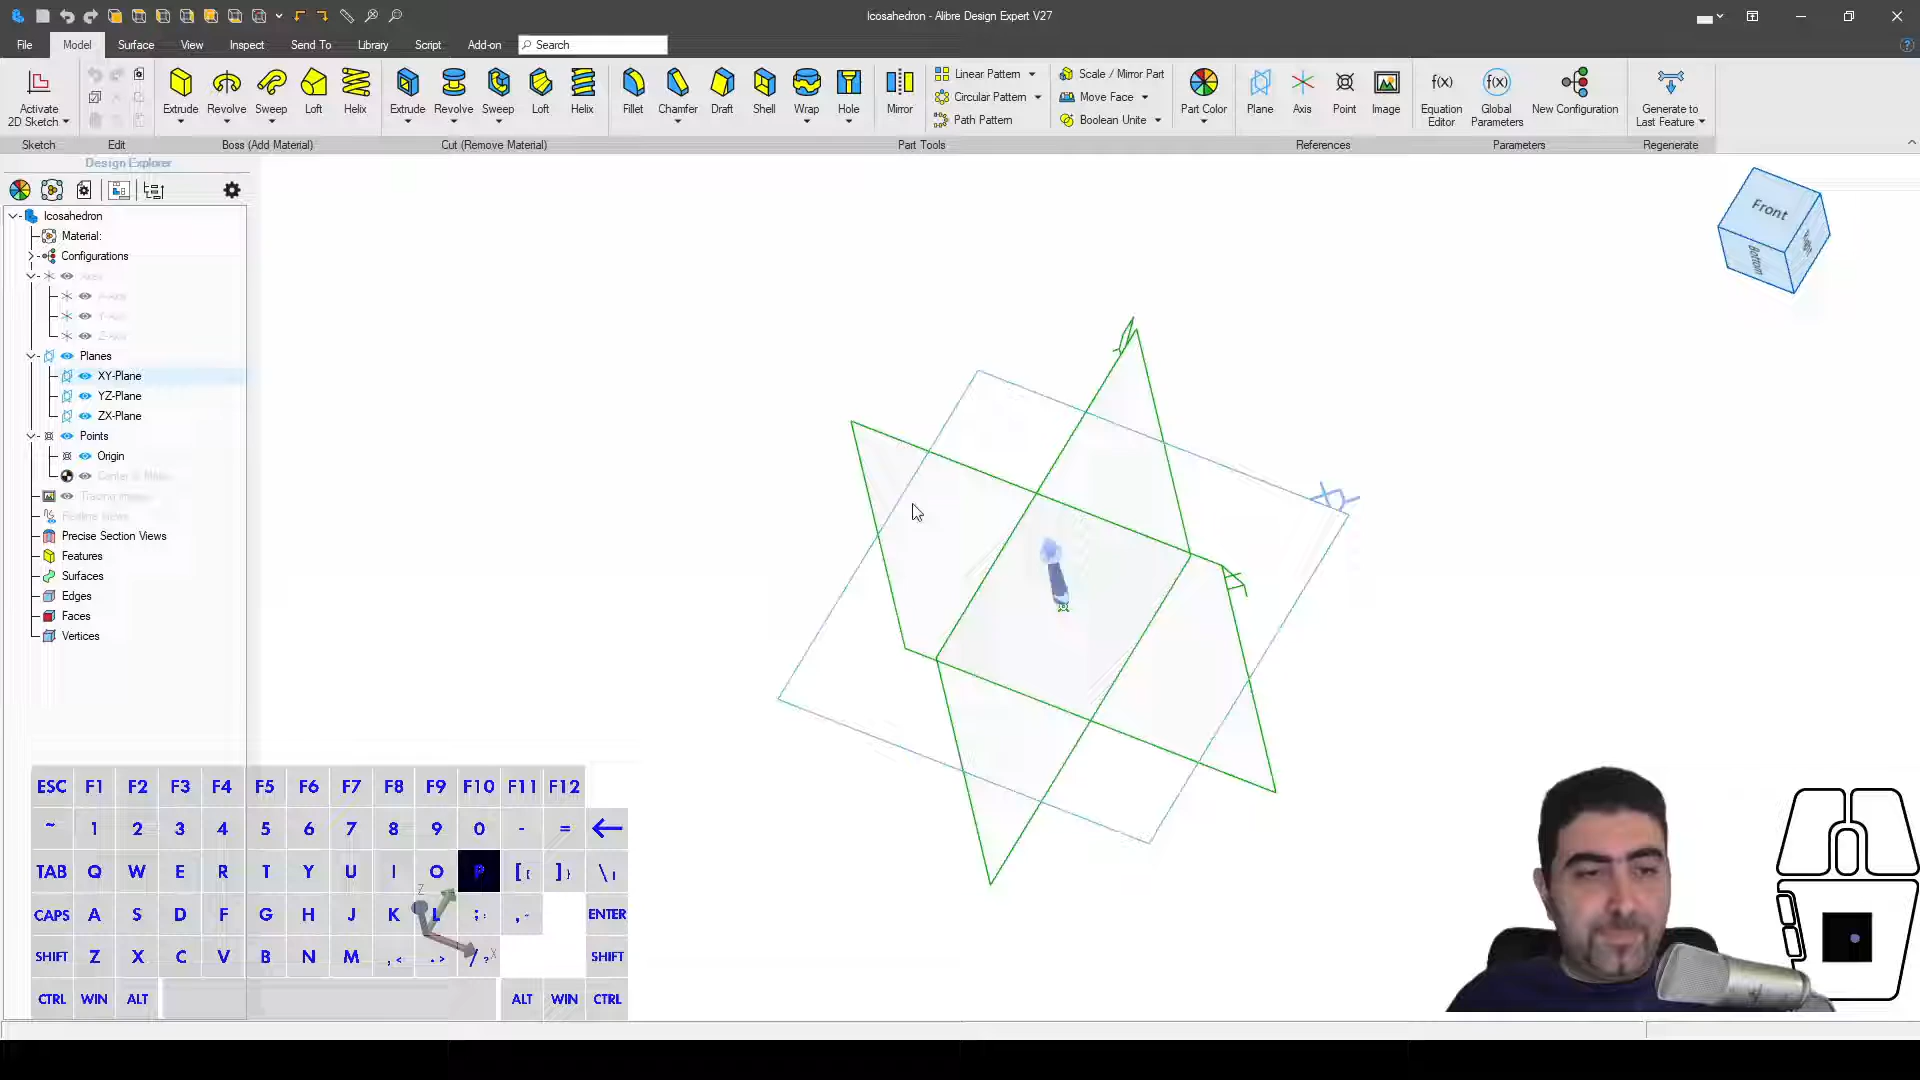 Icosahedron - Alibre Design Expert V27
File Model Surface View Inspect Send To Library Script Add-on Search
Activate 2D Sketch
Extrude Revolve Sweep Loft Helix
Extrude Revolve Sweep Loft Helix
Fillet Chamfer Draft Shell Wrap Hole Mirror
Linear Pattern
Circular Pattern
Path Pattern
Scale / Mirror Part
Move Face
Boolean Unite
Part Color
Plane Axis Point Image
Equation Editor
Global Parameters
New Configuration
Generate to Last Feature
Sketch Edit Boss (Add Material) Cut (Remove Material) Part Tools References Parameters Regenerate
Design Explorer
Icosahedron
Material:
Configurations
Axes
X-Axis
Y-Axis
Z-Axis
Planes
XY-Plane
YZ-Plane
ZX-Plane
Points
Origin
Precise Section Views
Features
Surfaces
Edges
Faces
Vertices
Front
Bottom
ESC F1 F2 F3 F4 F5 F6 F7 F8 F9 F10 F11 F12
~ 1 2 3 4 5 6 7 8 9 0 - = ←
TAB Q W E R T Y U I O P [{ ]} \|
CAPS A S D F G H J K L ;: ENTER
SHIFT Z X C V B N M ,< .> /? SHIFT
CTRL WIN ALT ALT WIN CTRL
Z
X